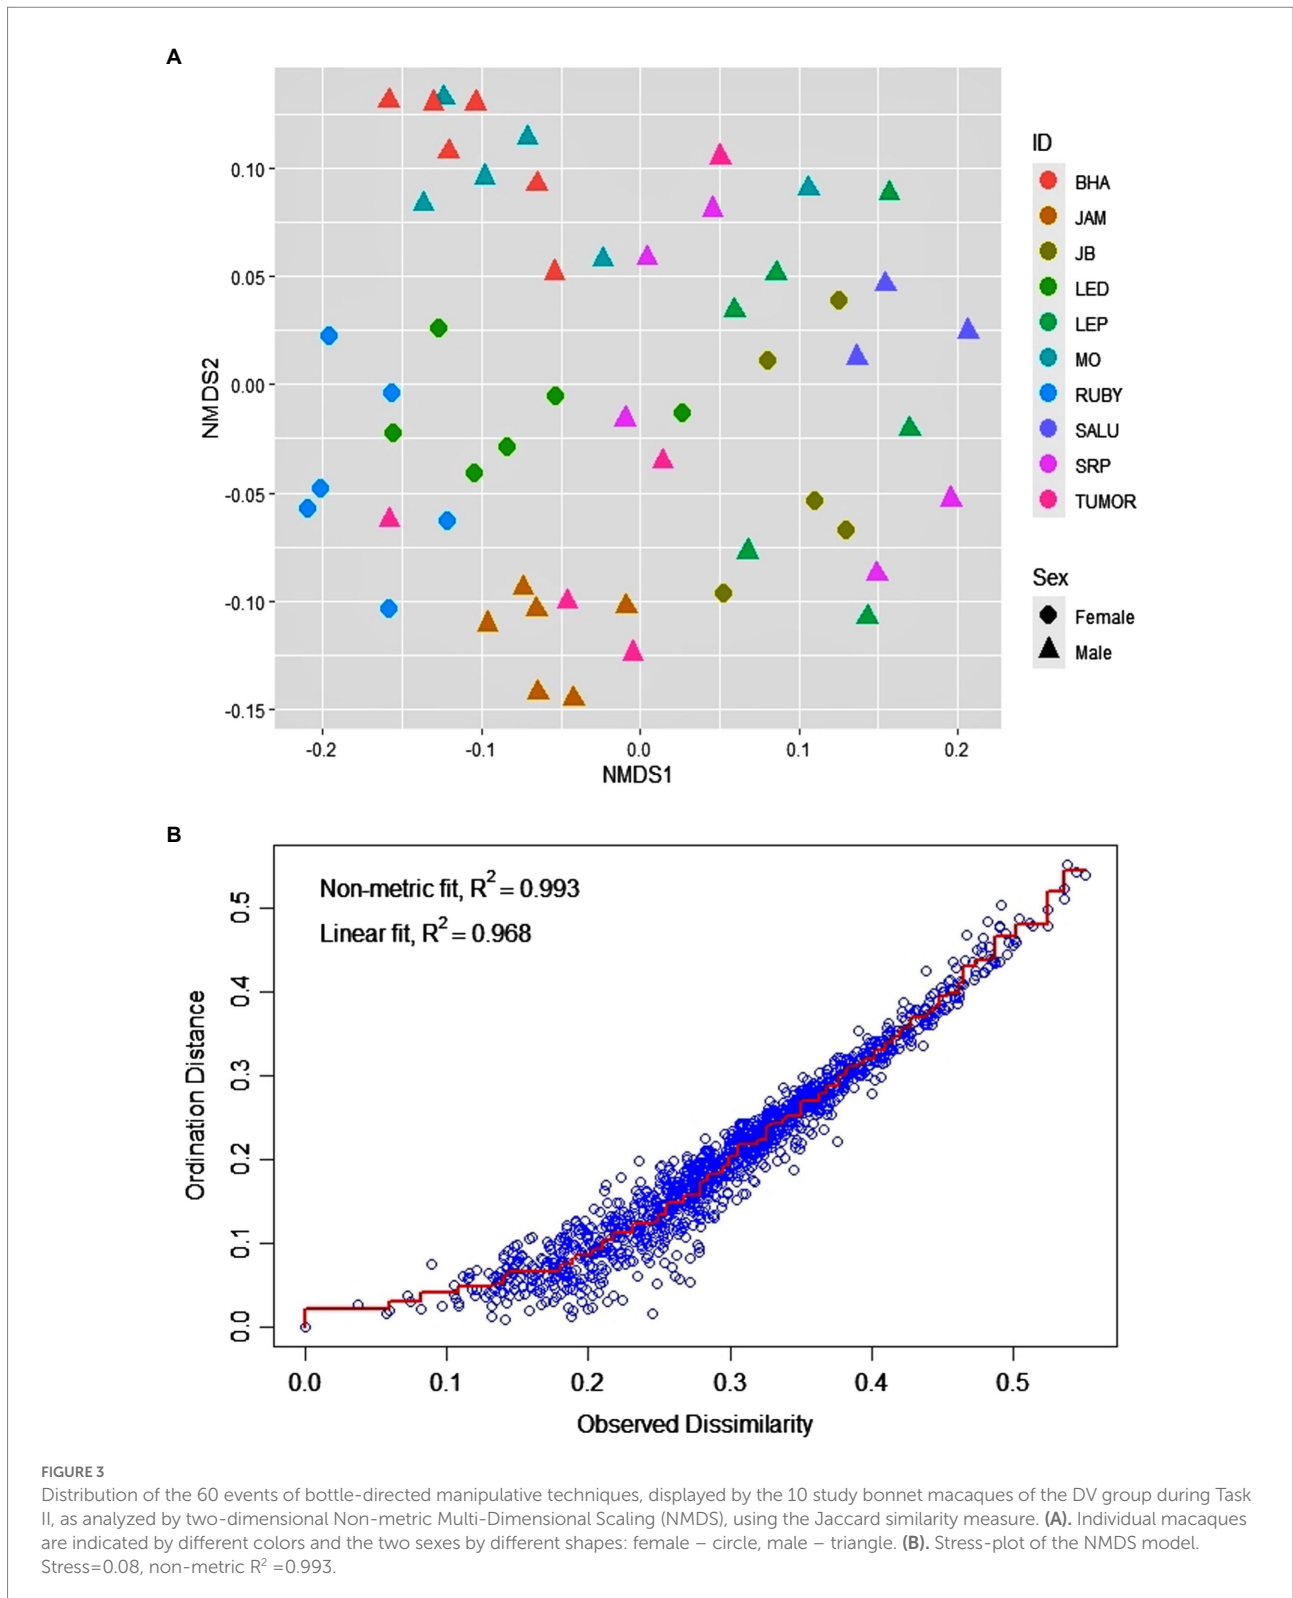 A
0.10
0.05
0.00
-0.05
-0.10
-0.15
NMDS2
-0.2
-0.1
0.0
0.1
0.2
NMDS1
ID
BHA
JAM
JB
LED
LEP
MO
RUBY
SALU
SRP
TUMOR
Sex
Female
Male
B
Non-metric fit, R² = 0.993
Linear fit, R² = 0.968
0.5
0.4
0.3
0.2
0.1
0.0
Ordination Distance
0.0
0.1
0.2
0.3
0.4
0.5
Observed Dissimilarity
FIGURE 3
Distribution of the 60 events of bottle-directed manipulative techniques, displayed by the 10 study bonnet macaques of the DV group during Task
II, as analyzed by two-dimensional Non-metric Multi-Dimensional Scaling (NMDS), using the Jaccard similarity measure. (A). Individual macaques
are indicated by different colors and the two sexes by different shapes: female – circle, male – triangle. (B). Stress-plot of the NMDS model.
Stress=0.08, non-metric R² =0.993.